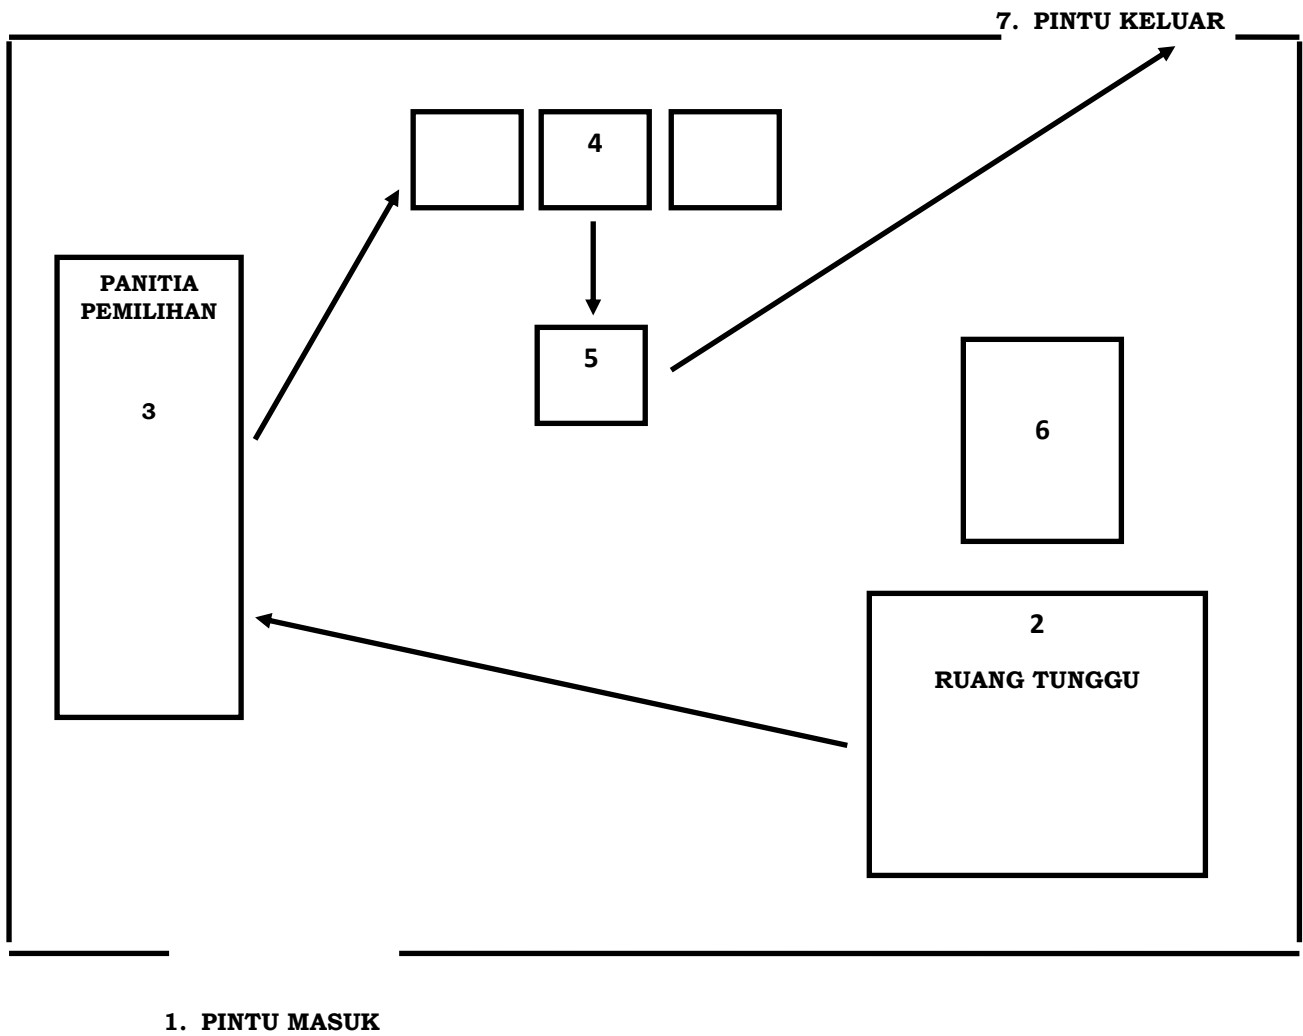 7. PINTU KELUAR
4
PANITIA
PEMILIHAN
5
3
6
2
RUANG TUNGGU
1. PINTU MASUK